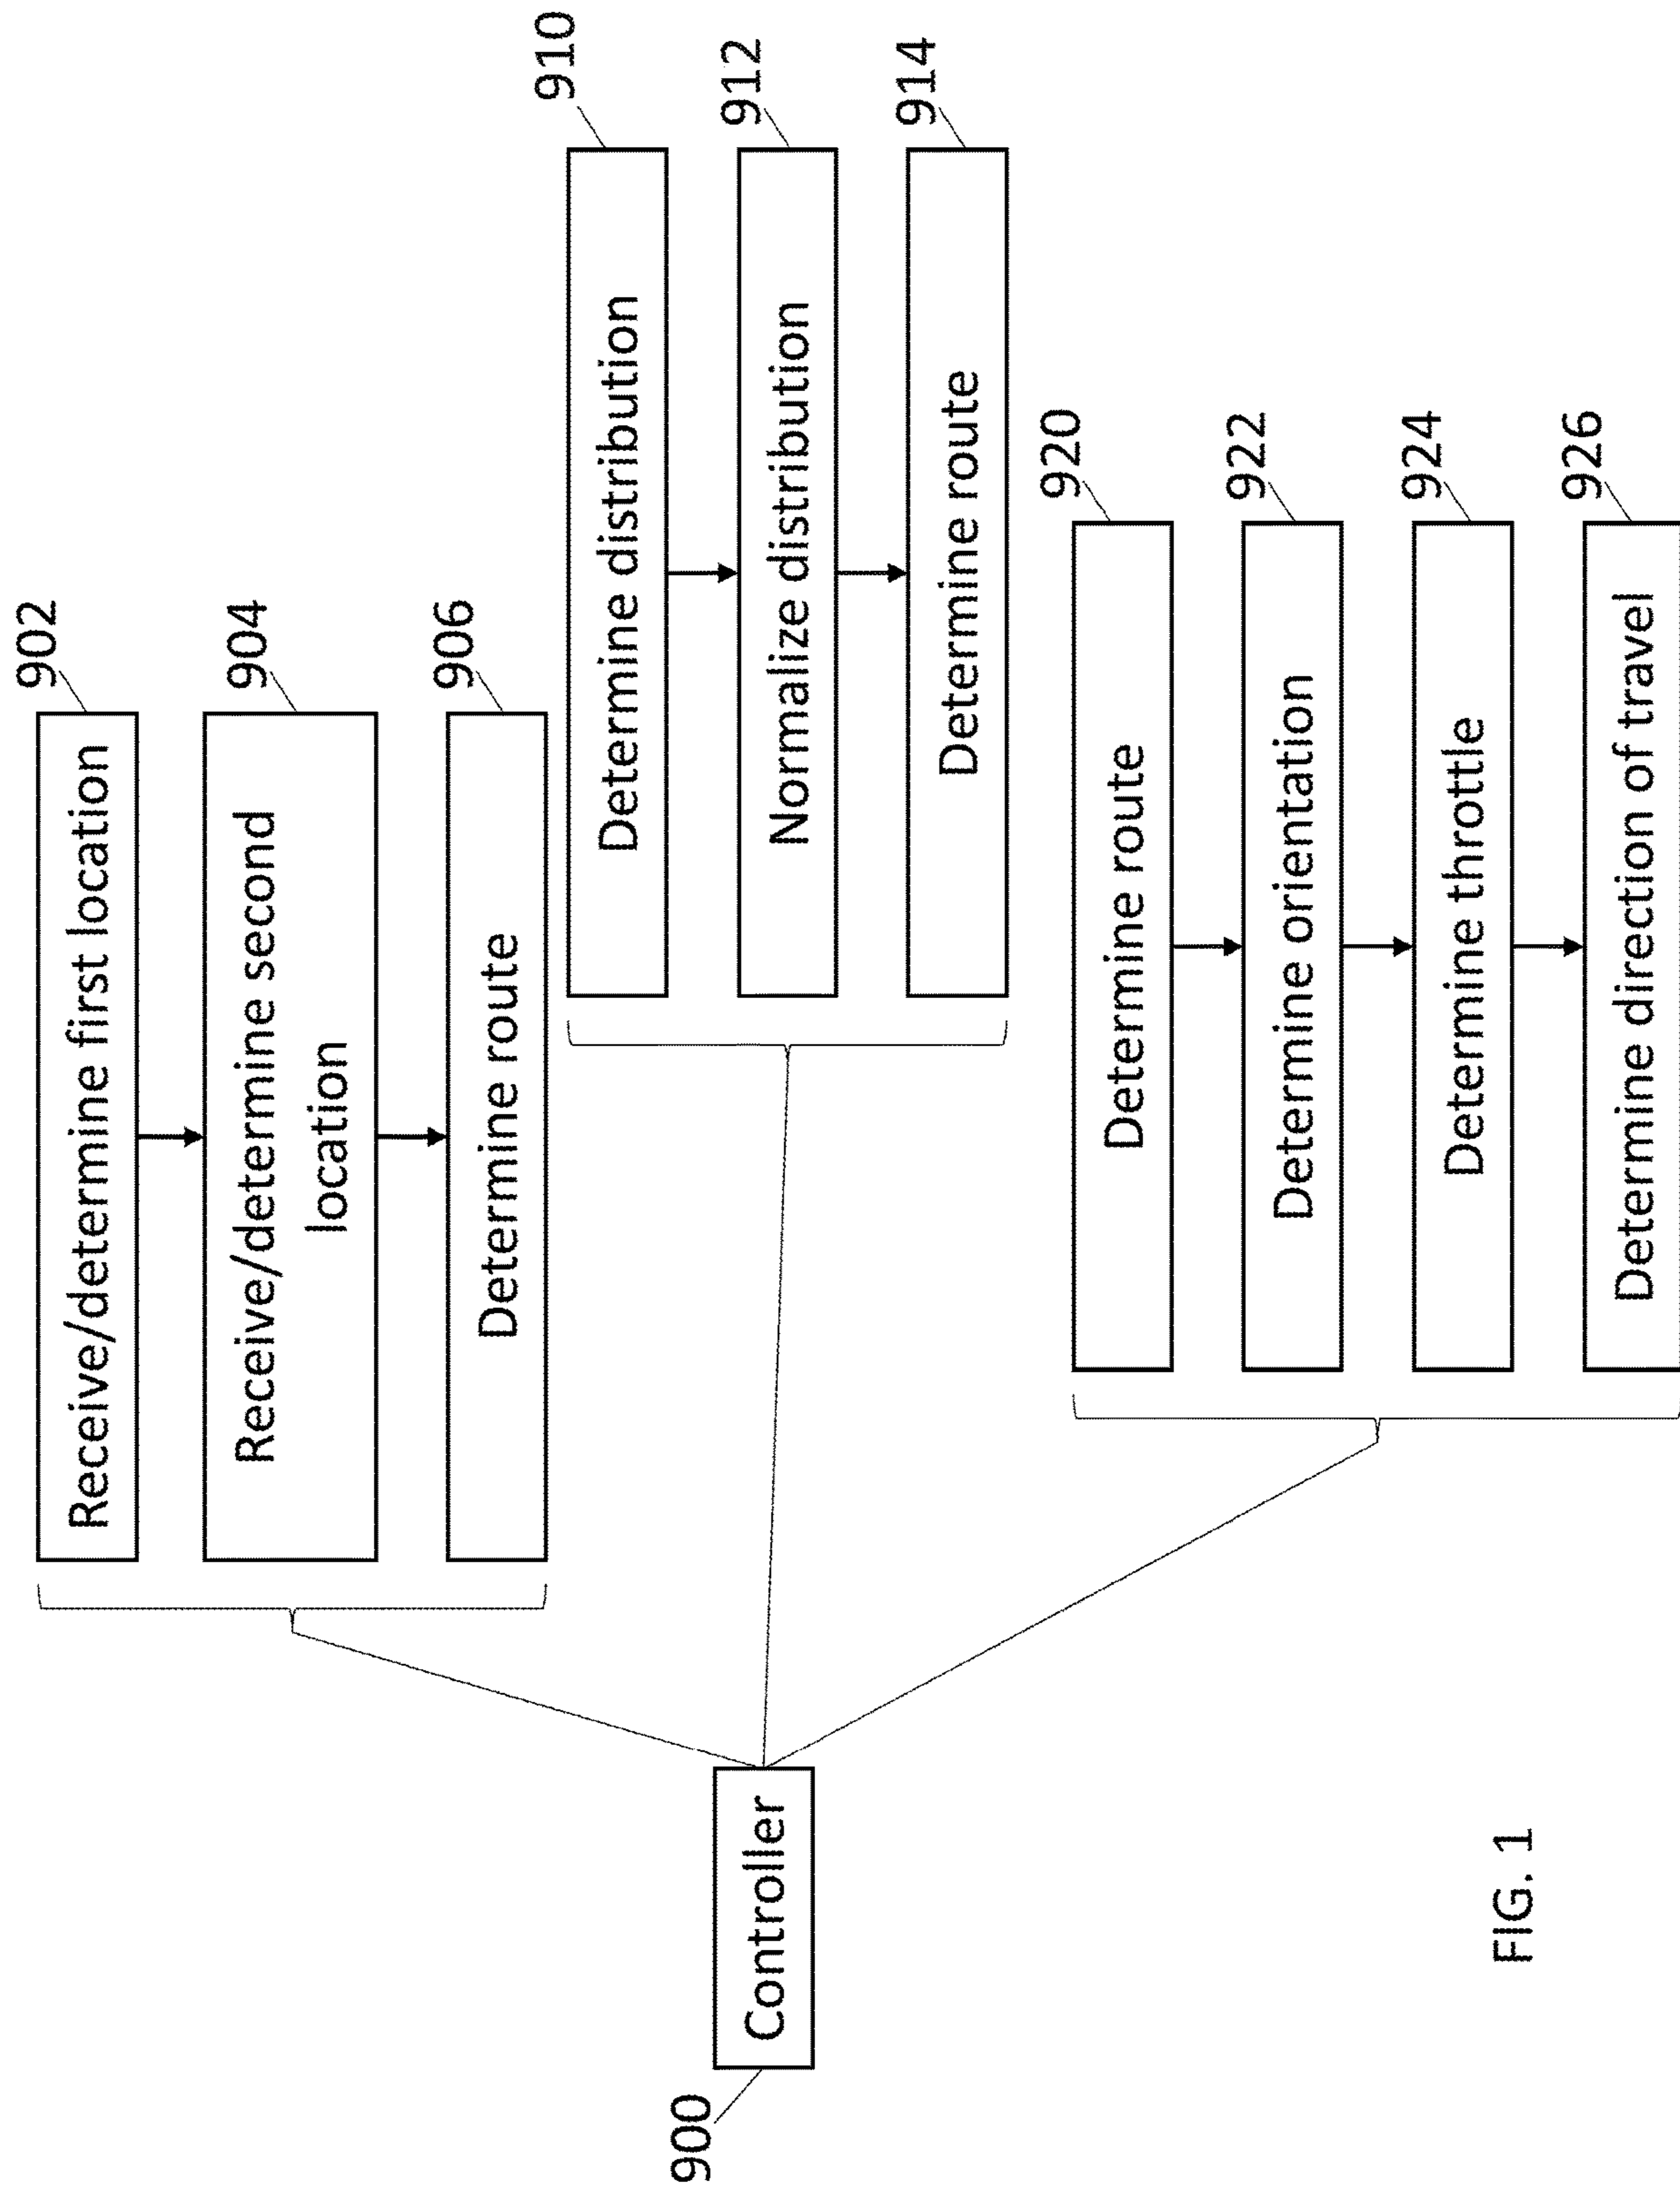 900
Controller
902
Receive/determine first location
904
Receive/determine second
location
906
Determine route
910
Determine distribution
912
Normalize distribution
914
Determine route
920
Determine route
922
Determine orientation
924
Determine throttle
926
Determine direction of travel
FIG. 1